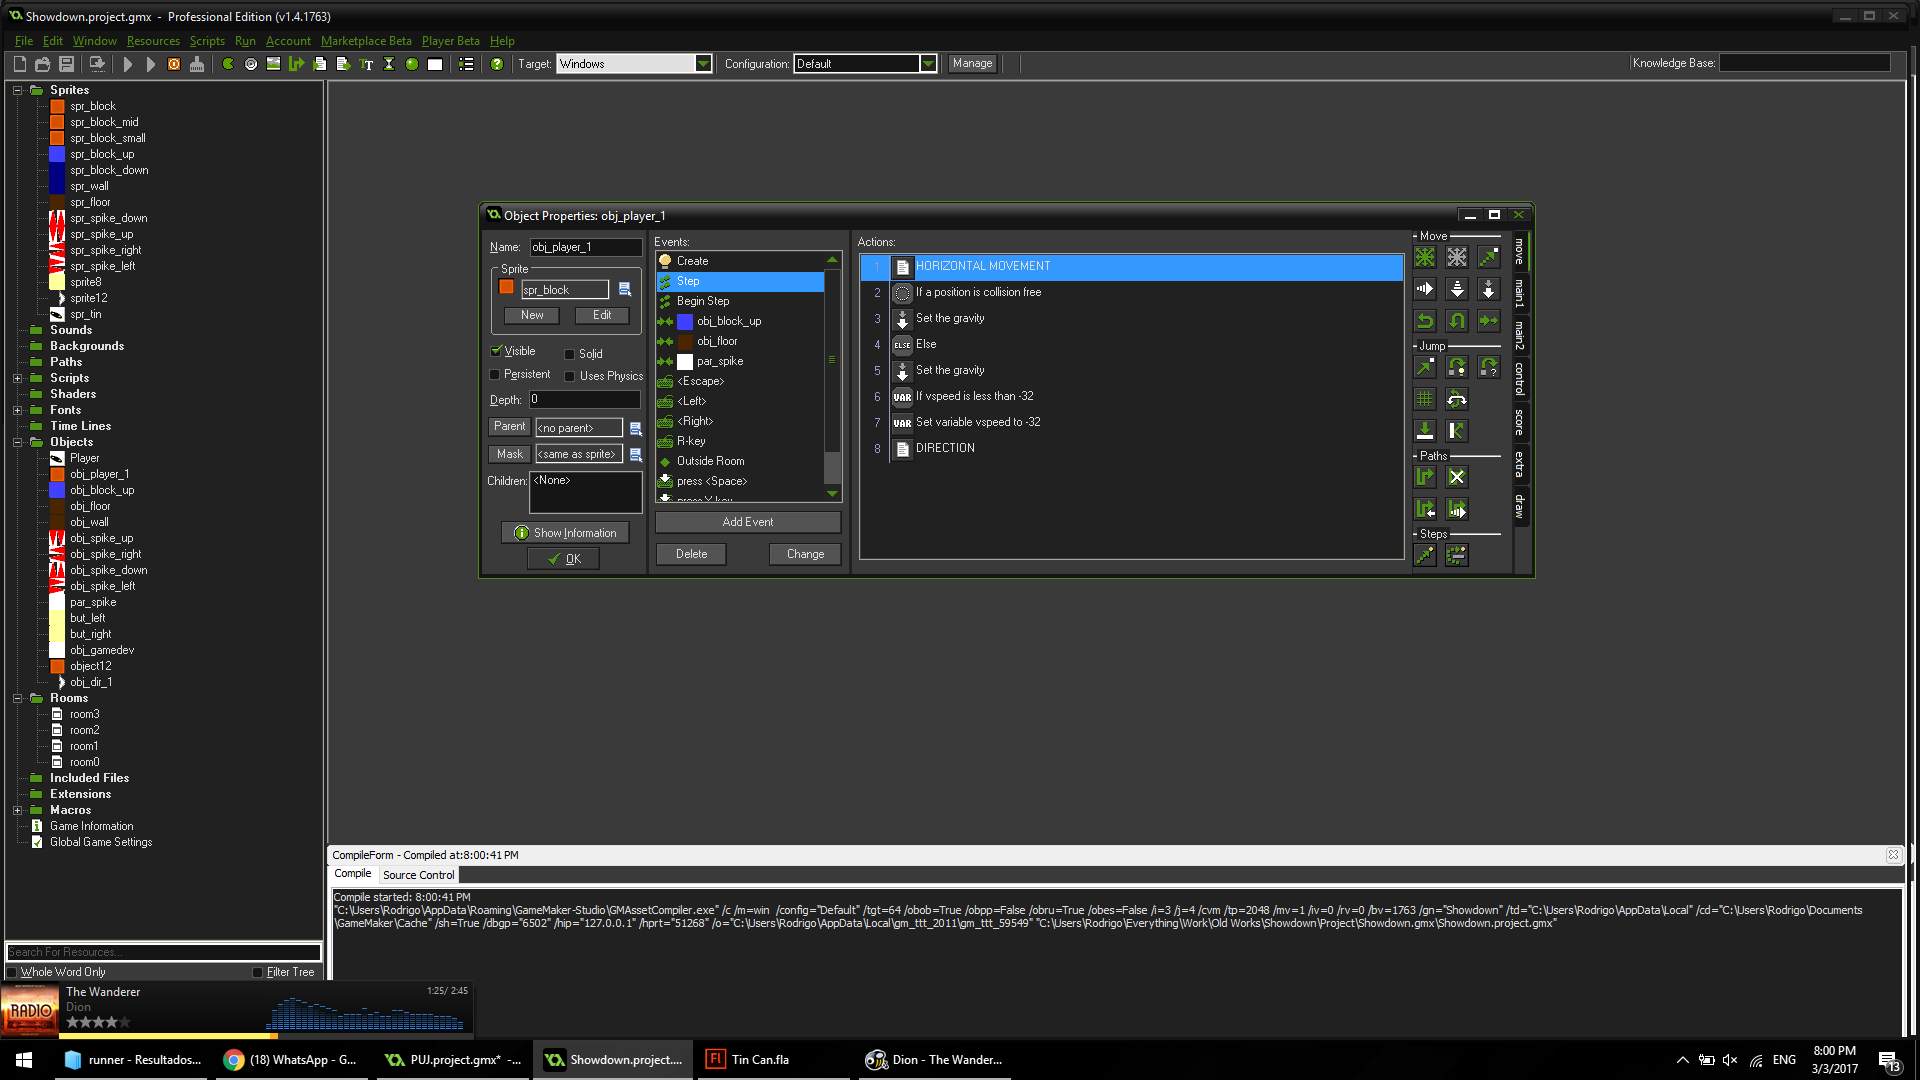 Showdown.project.gmx - Professional Edition (v1.4.1763)
File Edit Window Resources Scripts Run Account Marketplace Beta Player Beta Help
Target: Windows Configuration: Default Manage Knowledge Base:
Sprites
spr_block
spr_block_mid
spr_block_small
spr_block_up
spr_block_down
spr_wall
spr_floor
spr_spike_down
spr_spike_up
spr_spike_right
spr_spike_left
sprite8
sprite12
spr_tin
Sounds
Backgrounds
Paths
Scripts
Shaders
Fonts
Time Lines
Objects
Player
obj_player_1
obj_block_up
obj_floor
obj_wall
obj_spike_up
obj_spike_right
obj_spike_down
obj_spike_left
par_spike
but_left
but_right
obj_gamedev
object12
obj_dir_1
Rooms
room3
room2
room1
room0
Included Files
Extensions
Macros
Game Information
Global Game Settings
Search For Resources...
Whole Word Only Filter Tree
Object Properties: obj_player_1
Name: obj_player_1
Sprite
spr_block
New Edit
Visible Solid
Persistent Uses Physics
Depth: 0
Parent <no parent>
Mask <same as sprite>
Children: <None>
Show Information
OK
Events:
Create
Step
Begin Step
obj_block_up
obj_floor
par_spike
<Escape>
<Left>
<Right>
R-key
Outside Room
press <Space>
press Y-key
Add Event
Delete Change
Actions:
1 HORIZONTAL MOVEMENT
2 If a position is collision free
3 Set the gravity
4 ELSE Else
5 Set the gravity
6 VAR If vspeed is less than -32
7 VAR Set variable vspeed to -32
8 DIRECTION
Move
Jump
Paths
Steps
move
main1
main2
control
score
extra
draw
CompileForm - Compiled at:8:00:41 PM
Compile Source Control
Compile started: 8:00:41 PM
"C:\Users\Rodrigo\AppData\Roaming\GameMaker-Studio\GMAssetCompiler.exe" /c /m=win /config="Default" /tgt=64 /obob=True /obpp=False /obru=True /obes=False /i=3 /j=4 /cvm /tp=2048 /mv=1 /iv=0 /rv=0 /bv=1763 /gn="Showdown" /td="C:\Users\Rodrigo\AppData\Local" /cd="C:\Users\Rodrigo\Documents
\GameMaker\Cache" /sh=True /dbgp="6502" /hip="127.0.0.1" /hprt="51268" /o="C:\Users\Rodrigo\AppData\Local\gm_ttt_2011\gm_ttt_59549" "C:\Users\Rodrigo\Everything\Work\Old Works\Showdown\Project\Showdown.gmx\Showdown.project.gmx"
RADIO
The Wanderer 1:25/ 2:45
Dion
runner - Resultados... (18) WhatsApp - G... PUJ.project.gmx* -... Showdown.project.... Fl Tin Can.fla Dion - The Wander... ENG
8:00 PM
3/3/2017
13